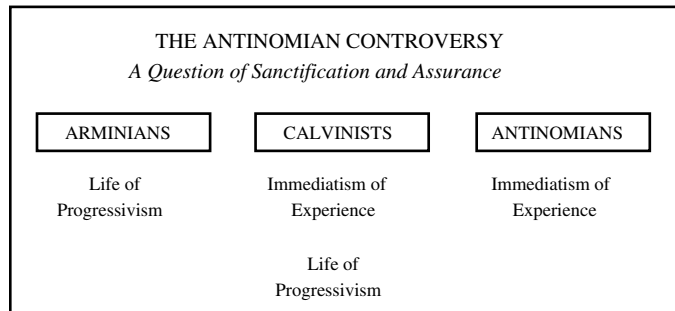 THE ANTINOMIAN CONTROVERSY
A Question of Sanctification and Assurance
ARMINIANS
CALVINISTS
ANTINOMIANS
Life of
Progressivism
Immediatism of
Experience
Immediatism of
Experience
Life of
Progressivism